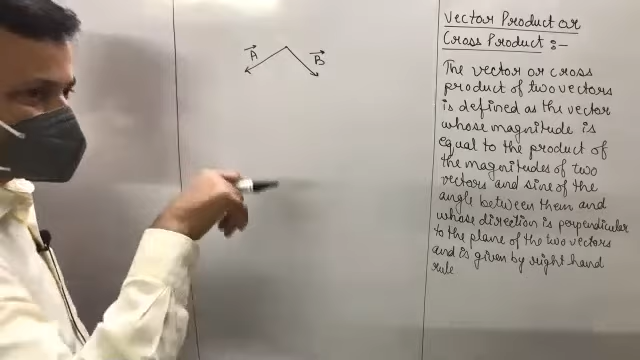 A B
Vector Product or
Cross Product :-
The vector or cross
product of two vectors
is defined as the vector
whose magnitude is
equal to the product of
the magnitudes of two
vectors and sine of the
angle between them and
whose direction is perpendicular
to the plane of the two vectors
and is given by right hand
rule